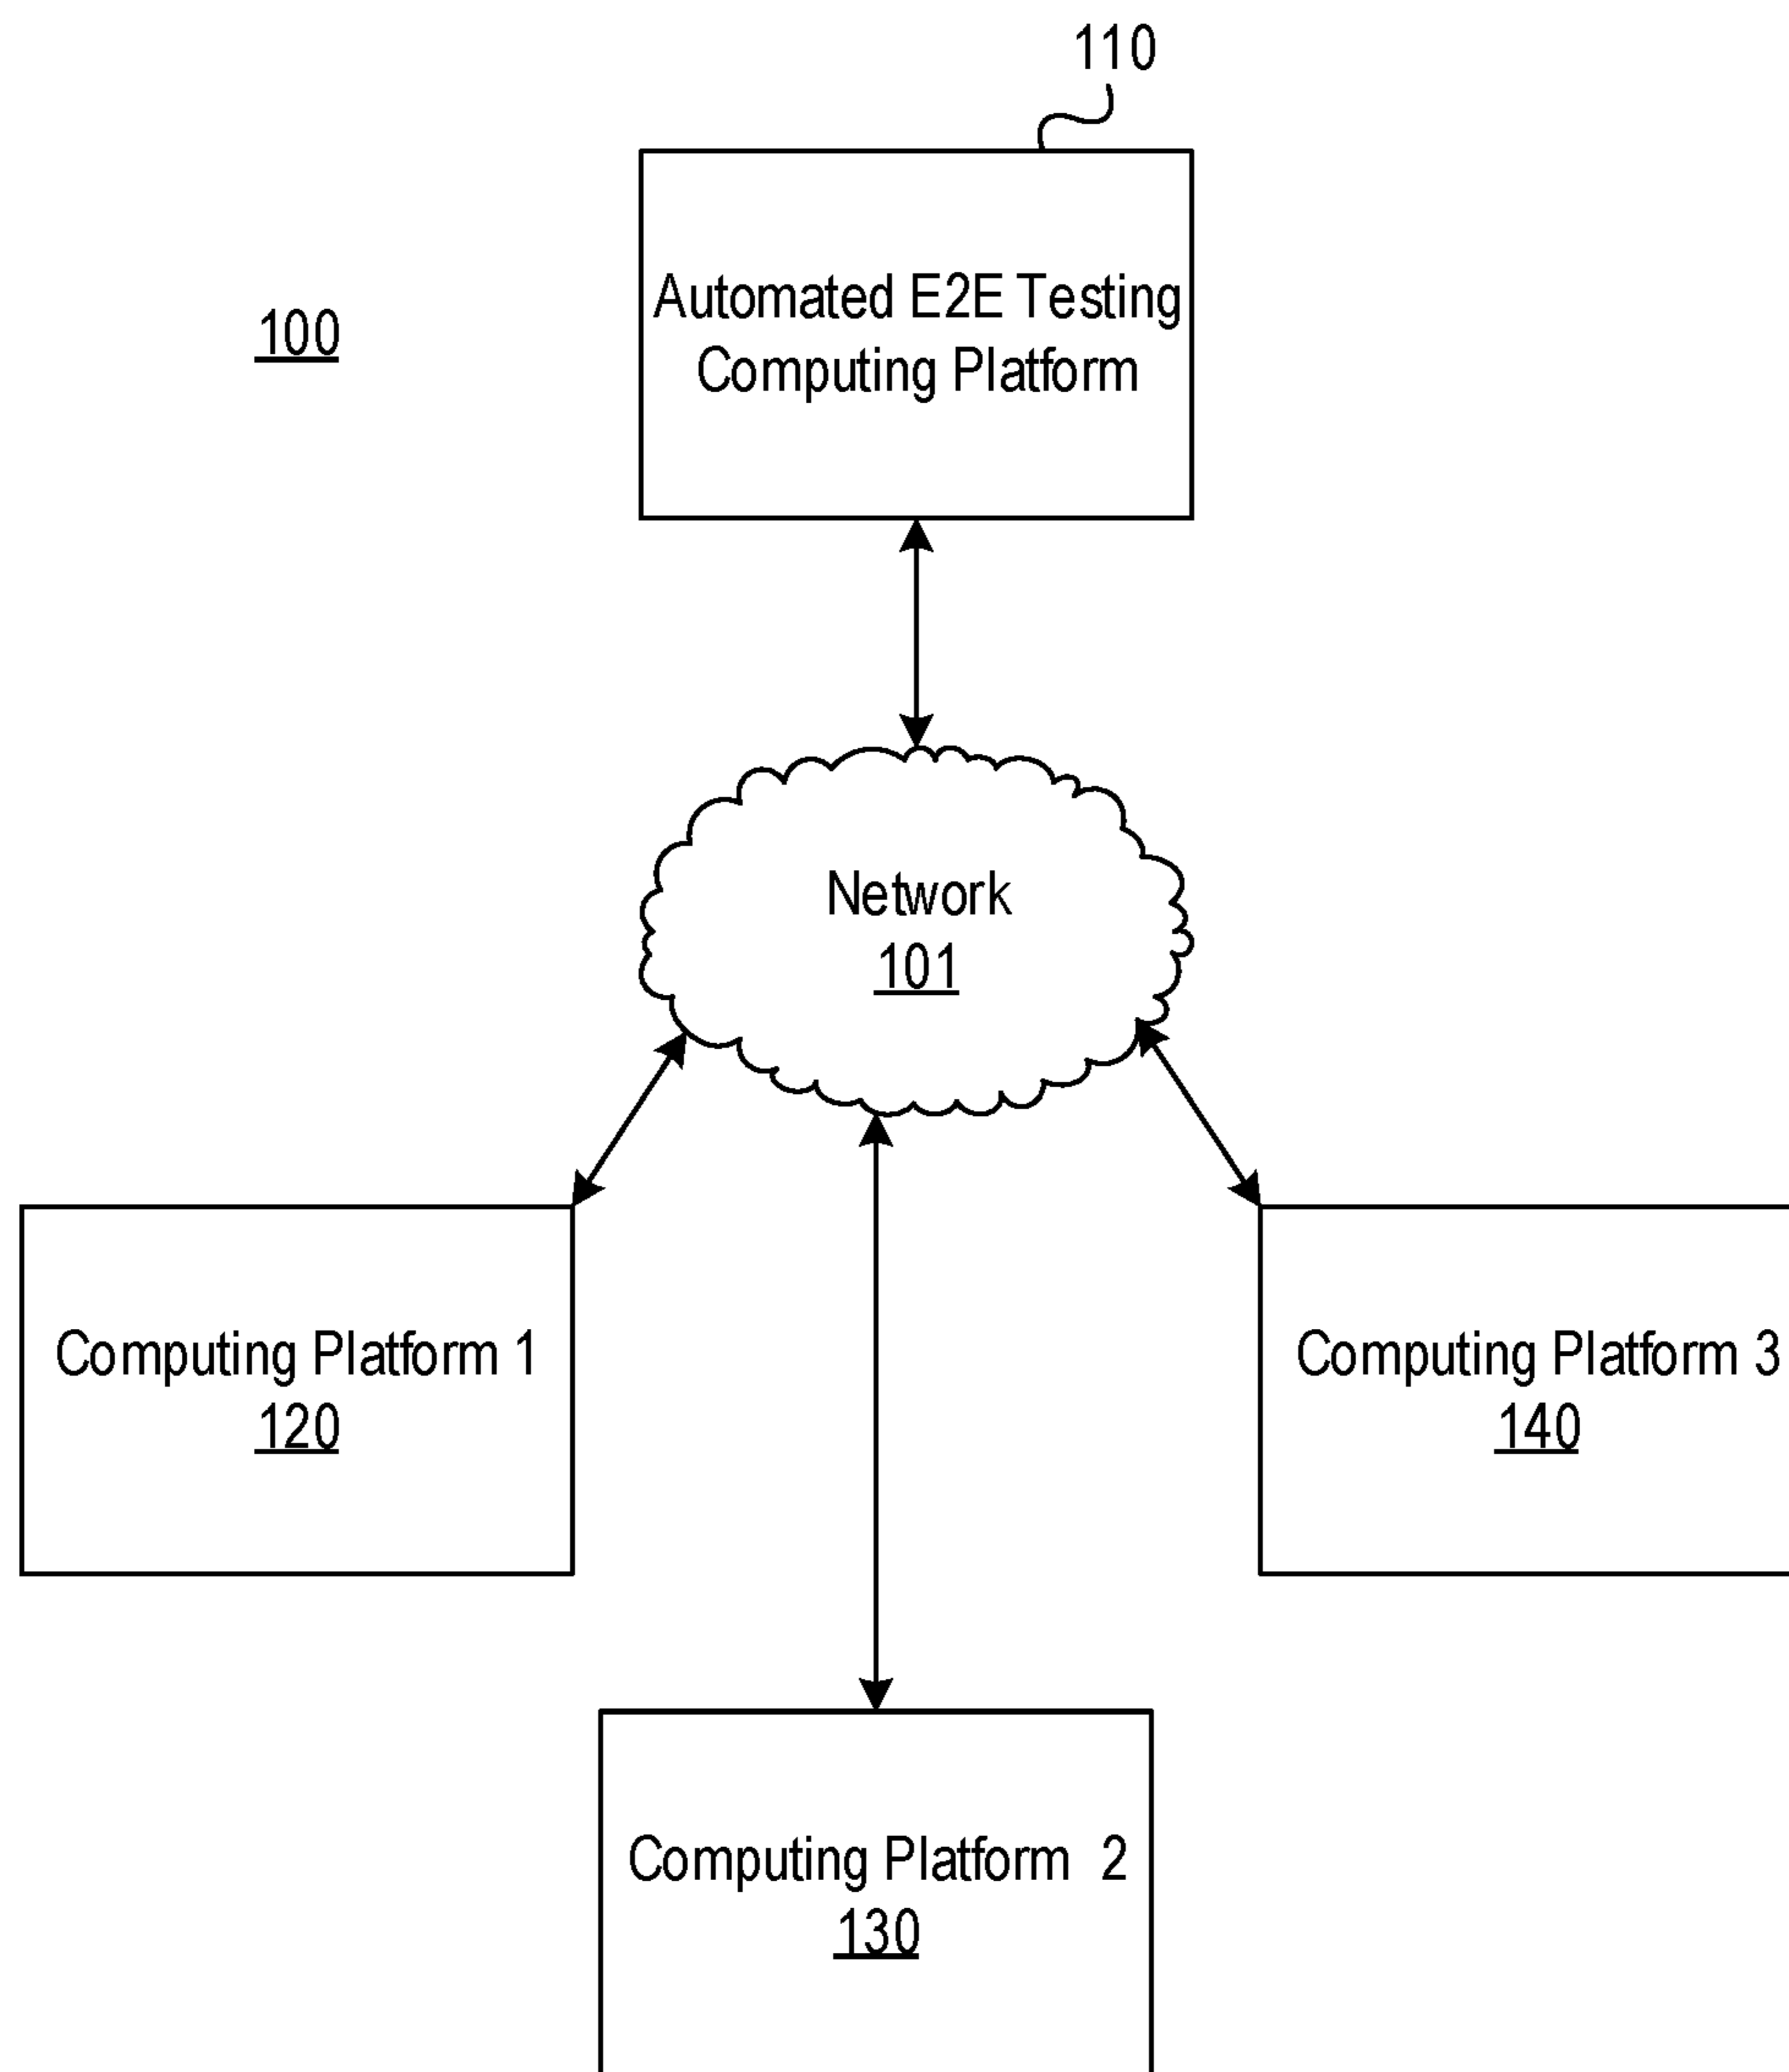 110
Automated E2E Testing
Computing Platform
100
Network
101
Computing Platform 1
120
Computing Platform 3
140
Computing Platform 2
130